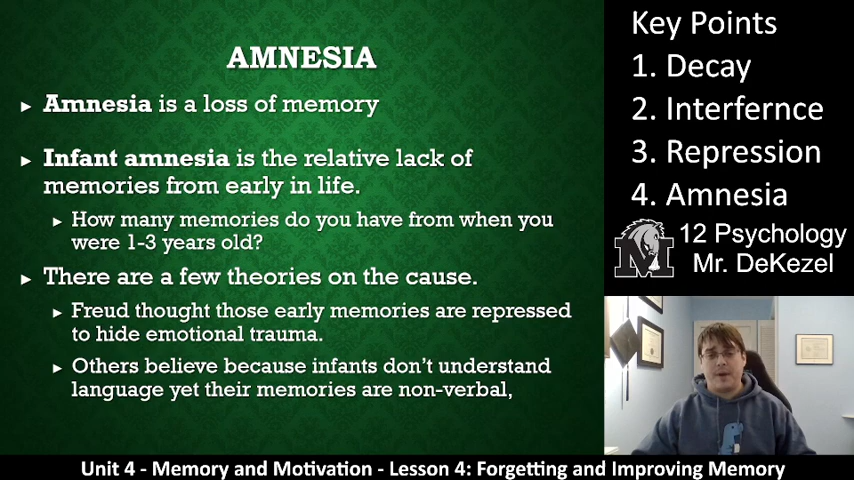 AMNESIA
▸ Amnesia is a loss of memory
▸ Infant amnesia is the relative lack of
memories from early in life.
▸ How many memories do you have from when you
were 1-3 years old?
▸ There are a few theories on the cause.
▸ Freud thought those early memories are repressed
to hide emotional trauma.
▸ Others believe because infants don't understand
language yet their memories are non-verbal,
Key Points
1. Decay
2. Interfernce
3. Repression
4. Amnesia
M
12 Psychology
Mr. DeKezel
Unit 4 - Memory and Motivation - Lesson 4: Forgetting and Improving Memory